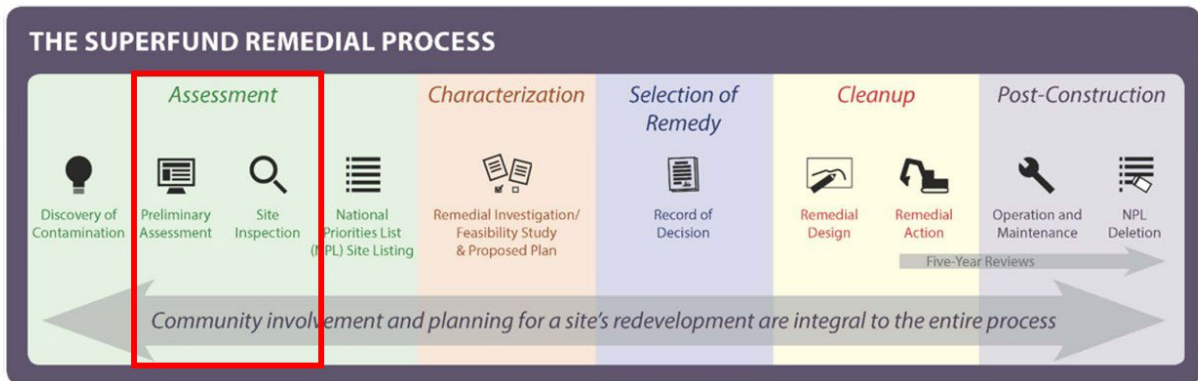 THE SUPERFUND REMEDIAL PROCESS
Assessment
Discovery of
Contamination
Preliminary
Assessment
Site
Inspection
National
Priorities List
(NPL) Site Listing
Characterization
Remedial Investigation/
Feasibility Study
& Proposed Plan
Selection of
Remedy
Record of
Decision
Cleanup
Remedial
Design
Remedial
Action
Post-Construction
Operation and
Maintenance
NPL
Deletion
Five-Year Reviews
Community involvement and planning for a site's redevelopment are integral to the entire process